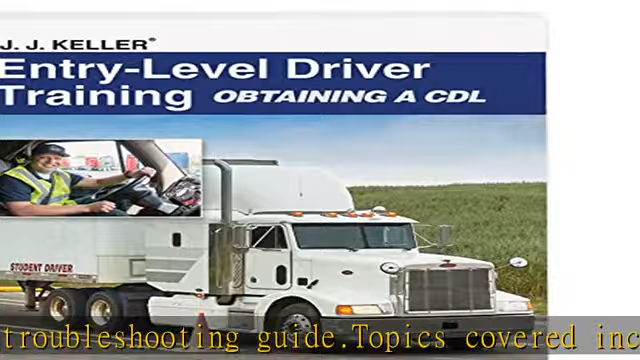 J. J. KELLER®
Entry-Level Driver
Training OBTAINING A CDL
STUDENT DRIVER
troubleshooting guide.Topics covered inc